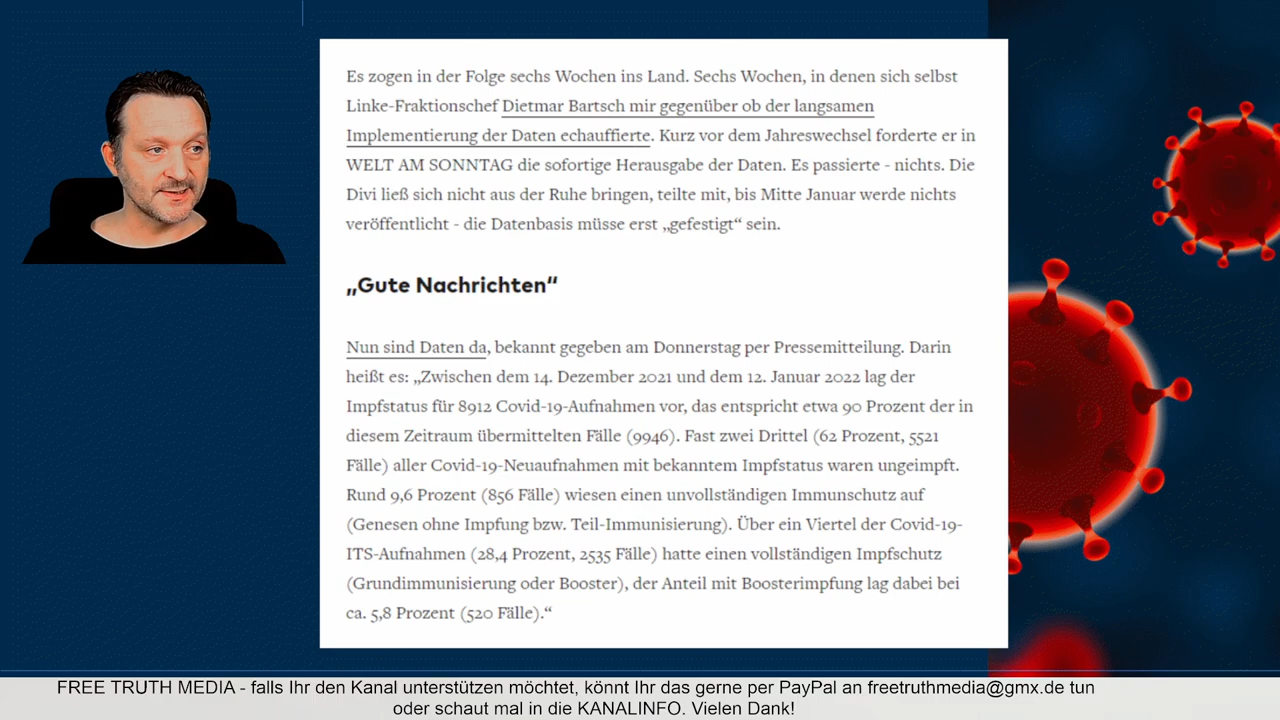 Es zogen in der Folge sechs Wochen ins Land. Sechs Wochen, in denen sich selbst
Linke-Fraktionschef Dietmar Bartsch mir gegenüber ob der langsamen
Implementierung der Daten echauffierte. Kurz vor dem Jahreswechsel forderte er in
WELT AM SONNTAG die sofortige Herausgabe der Daten. Es passierte - nichts. Die
Divi ließ sich nicht aus der Ruhe bringen, teilte mit, bis Mitte Januar werde nichts
veröffentlicht - die Datenbasis müsse erst „gefestigt“ sein.
„Gute Nachrichten“
Nun sind Daten da, bekannt gegeben am Donnerstag per Pressemitteilung. Darin
heißt es: „Zwischen dem 14. Dezember 2021 und dem 12. Januar 2022 lag der
Impfstatus für 8912 Covid-19-Aufnahmen vor, das entspricht etwa 90 Prozent der in
diesem Zeitraum übermittelten Fälle (9946). Fast zwei Drittel (62 Prozent, 5521
Fälle) aller Covid-19-Neuaufnahmen mit bekanntem Impfstatus waren ungeimpft.
Rund 9,6 Prozent (856 Fälle) wiesen einen unvollständigen Immunschutz auf
(Genesen ohne Impfung bzw. Teil-Immunisierung). Über ein Viertel der Covid-19-
ITS-Aufnahmen (28,4 Prozent, 2535 Fälle) hatte einen vollständigen Impfschutz
(Grundimmunisierung oder Booster), der Anteil mit Boosterimpfung lag dabei bei
ca. 5,8 Prozent (520 Fälle).“
FREE TRUTH MEDIA - falls Ihr den Kanal unterstützen möchtet, könnt Ihr das gerne per PayPal an freetruthmedia@gmx.de tun
oder schaut mal in die KANALINFO. Vielen Dank!